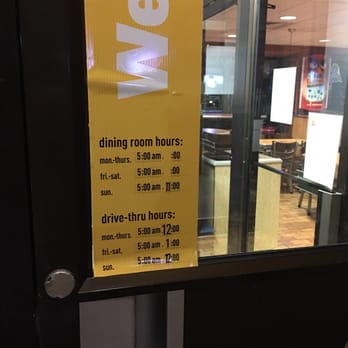 We
dining room hours:
mon.-thurs. 5:00 am :00
fri.-sat. 5:00 am :00
sun. 5:00 am 11:00
drive-thru hours:
mon.-thurs. 5:00 am 12:00
fri.-sat. 5:00 am 1:00
sun. 5:00 am 12:00